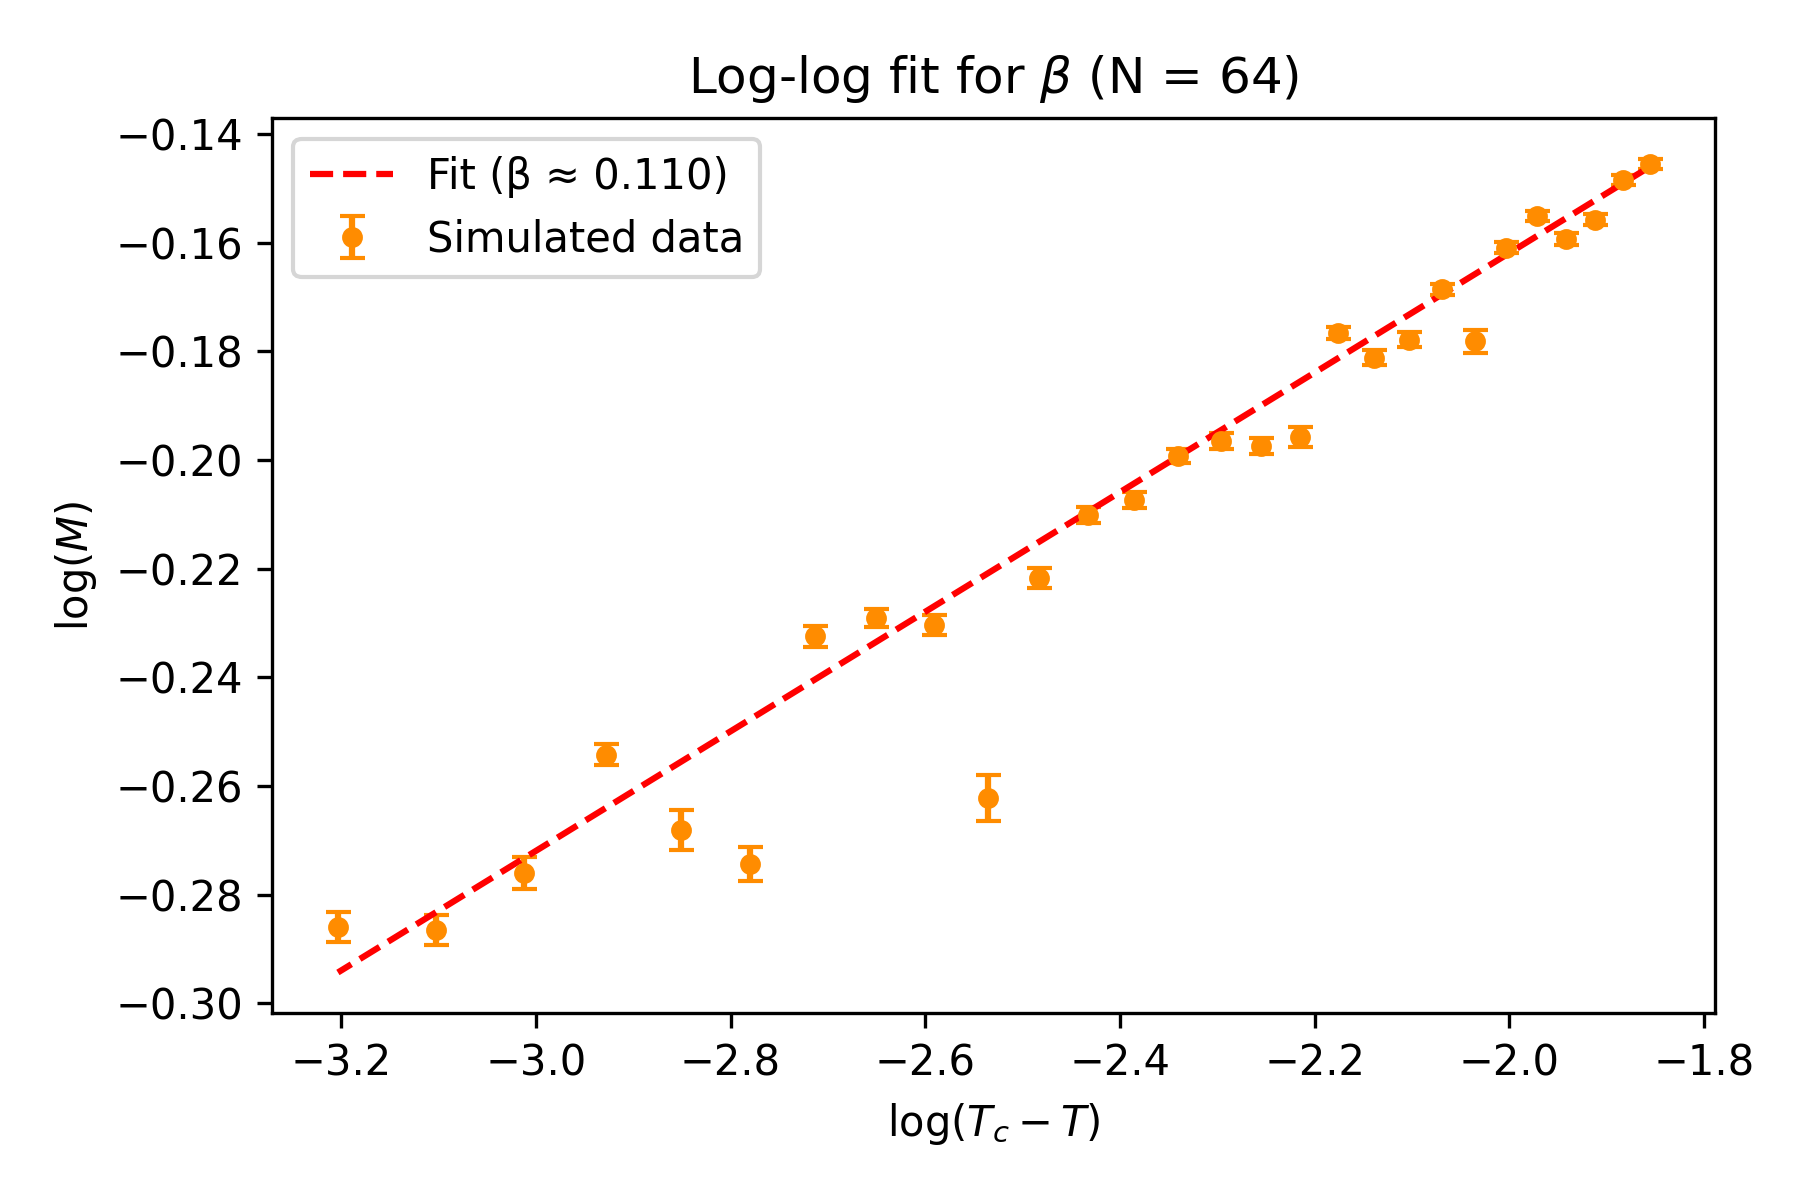 Log-log fit for β (N = 64)
Fit (β ≈ 0.110)
Simulated data
log(M)
−0.14
−0.16
−0.18
−0.20
−0.22
−0.24
−0.26
−0.28
−0.30
−3.2 −3.0 −2.8 −2.6 −2.4 −2.2 −2.0 −1.8
log(T_c − T)